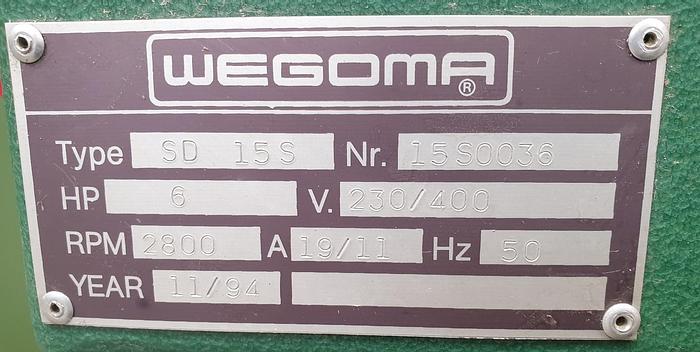 WEGOMA ®
Type SD 15S Nr. 15S0036
HP 6 V. 230/400
RPM 2800 A 19/11 Hz 50
YEAR 11/94